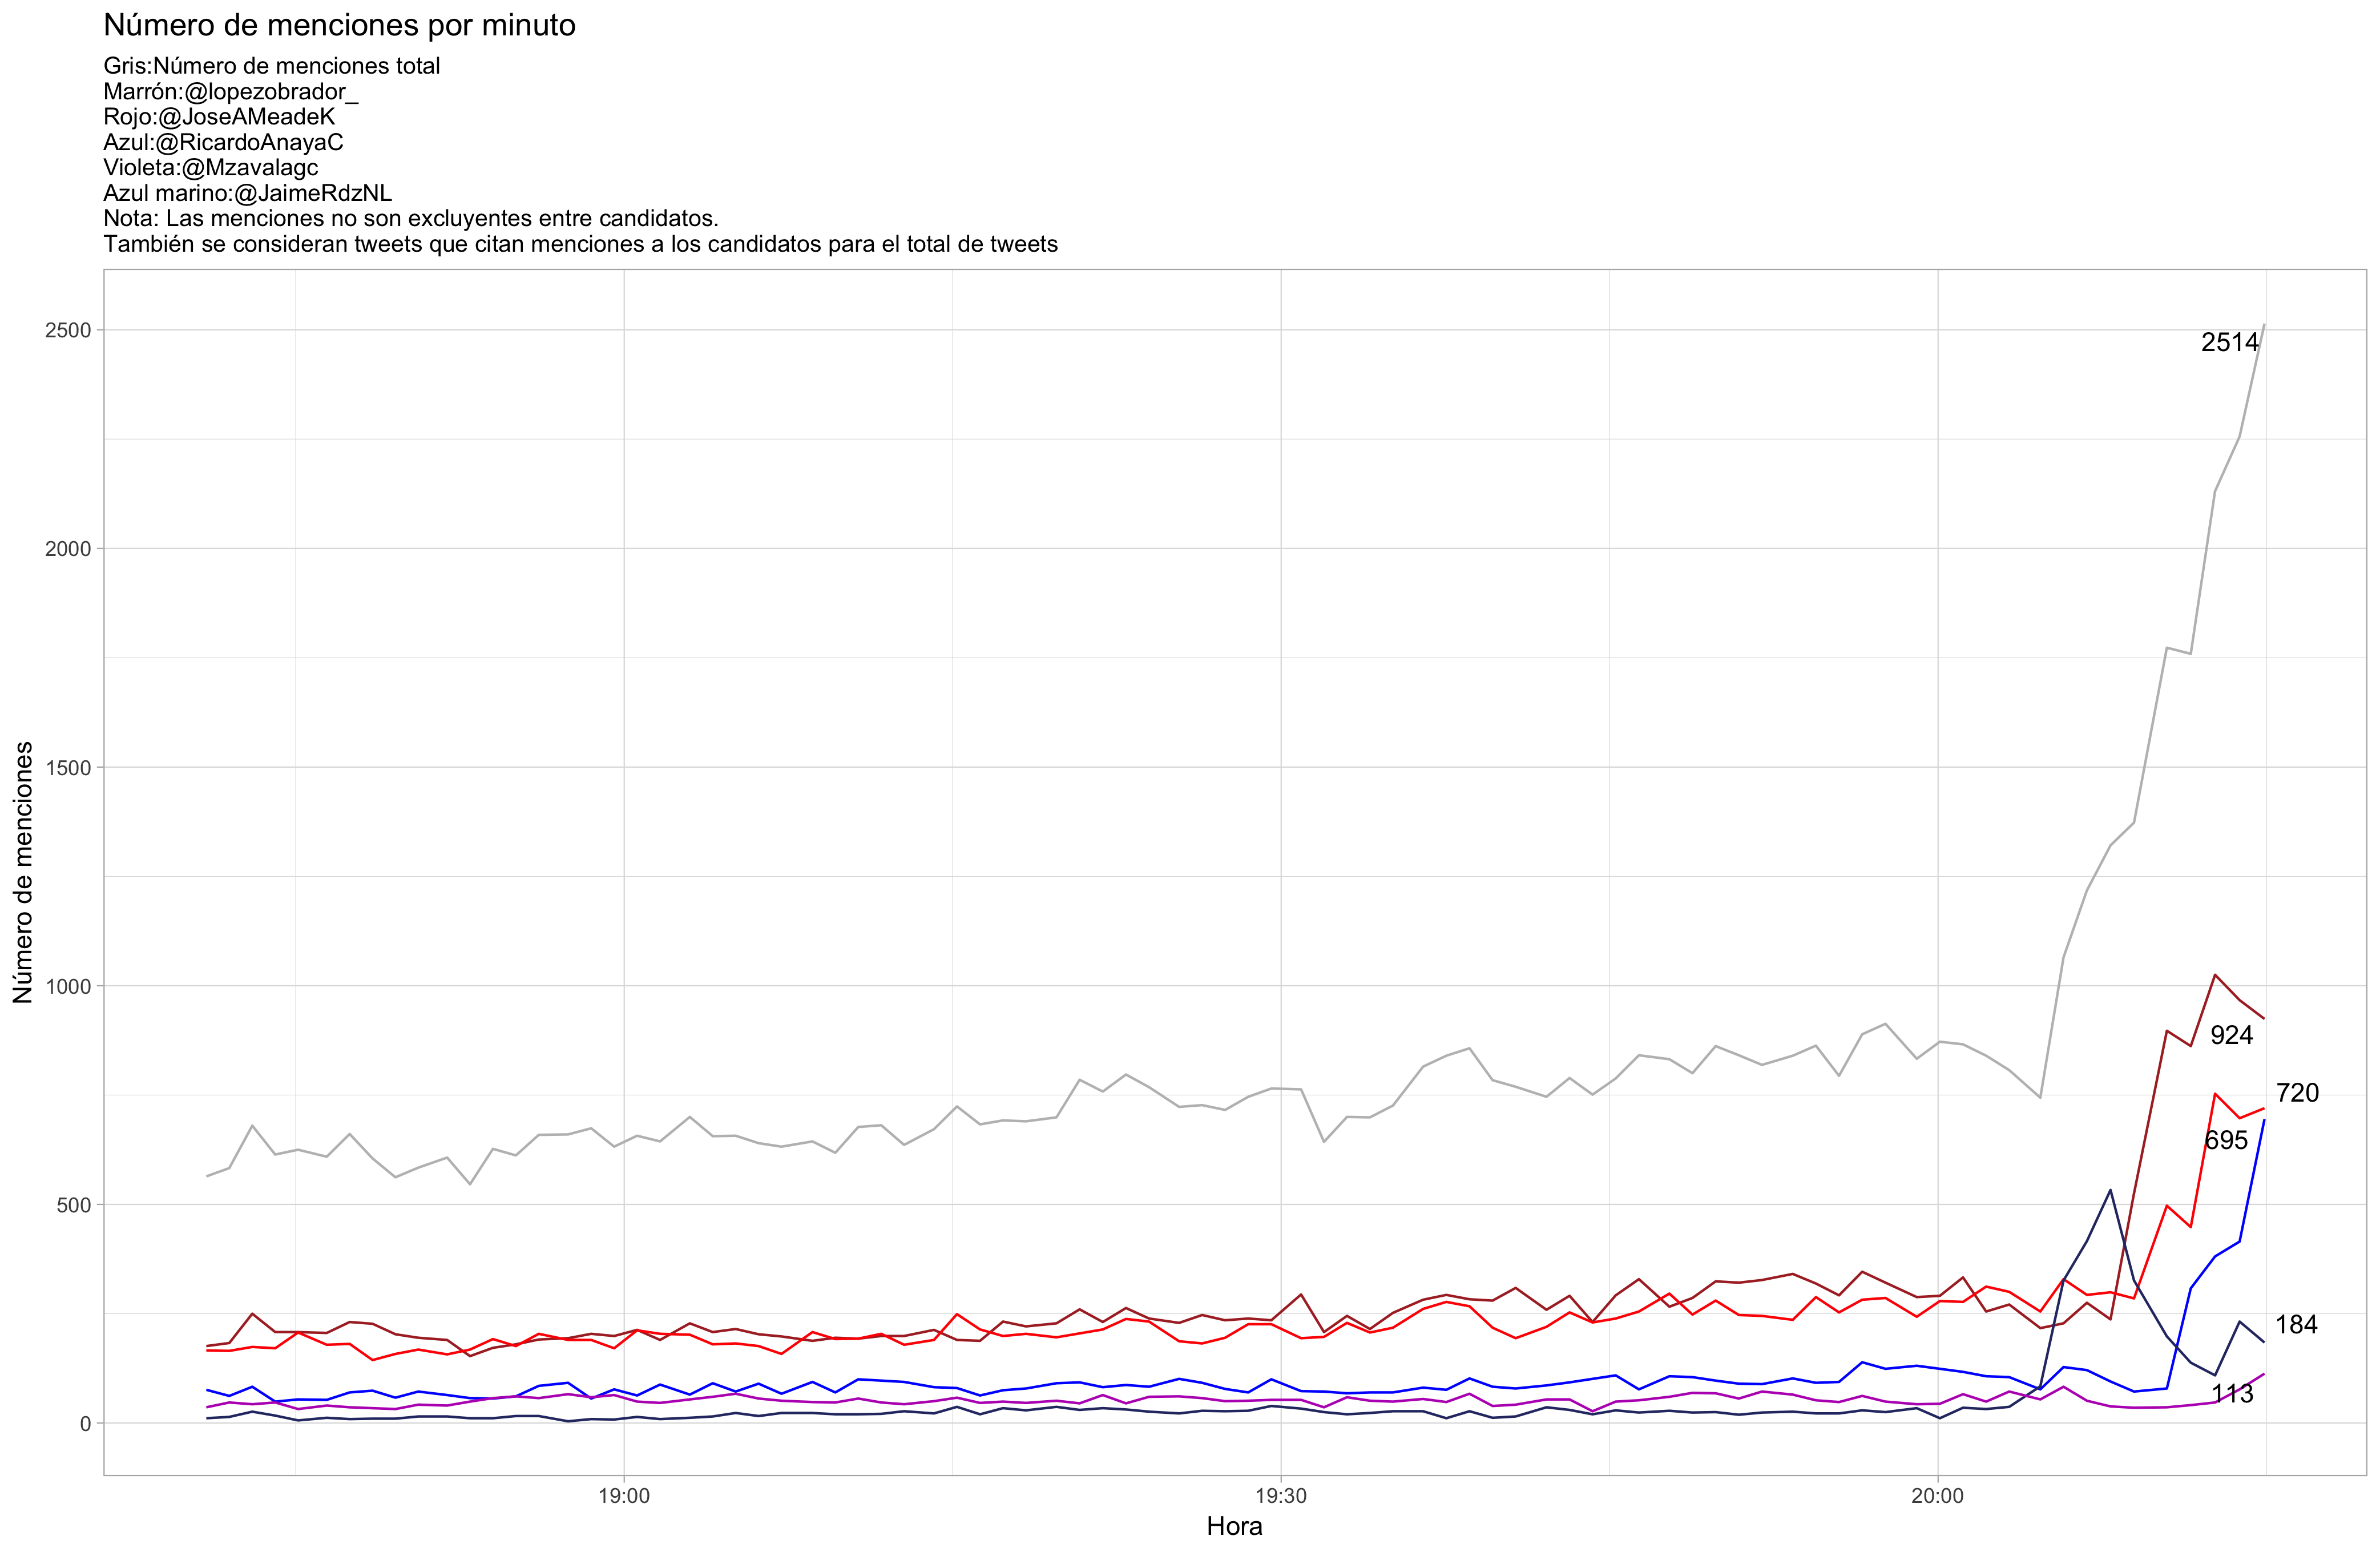 Número de menciones por minuto
Gris:Número de menciones total
Marrón:@lopezobrador_
Rojo:@JoseAMeadeK
Azul:@RicardoAnayaC
Violeta:@Mzavalagc
Azul marino:@JaimeRdzNL
Nota: Las menciones no son excluyentes entre candidatos.
También se consideran tweets que citan menciones a los candidatos para el total de tweets
2500
2000
1500
1000
500
0
Número de menciones
2514
924
720
695
184
113
19:00
19:30
20:00
Hora